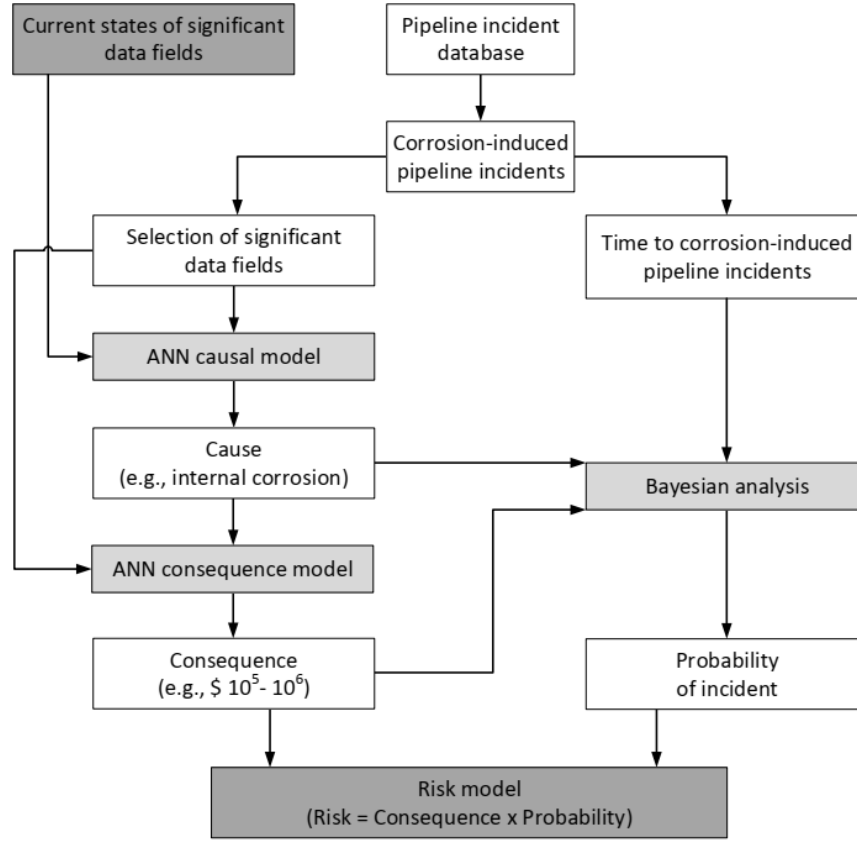 Current states of significant
data fields
Pipeline incident
database
Corrosion-induced
pipeline incidents
Selection of significant
data fields
Time to corrosion-induced
pipeline incidents
ANN causal model
Cause
(e.g., internal corrosion)
Bayesian analysis
ANN consequence model
Consequence
(e.g., $ 10⁵- 10⁶)
Probability
of incident
Risk model
(Risk = Consequence x Probability)